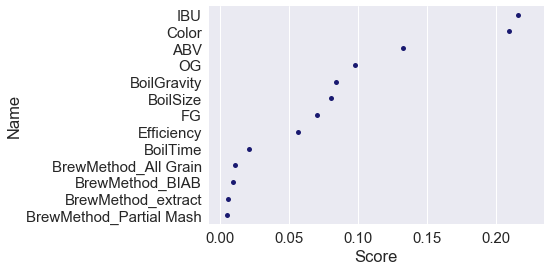 IBU
Color
ABV
OG
BoilGravity
BoilSize
FG
Efficiency
BoilTime
BrewMethod_All Grain
BrewMethod_BIAB
BrewMethod_extract
BrewMethod_Partial Mash
Name
0.00 0.05 0.10 0.15 0.20
Score